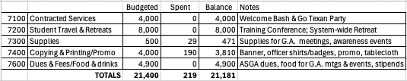 Budgeted Spent Balance Notes
7100 Contracted Services 4,000 0 4,000 Welcome Bash & Go Texan Party
7200 Student Travel & Retreats 8,000 0 8,000 Training Conference; System-wide Retreat
7300 Supplies 500 29 471 Supplies for G.A. meetings, awareness events
7400 Copying & Printing/Promo 4,000 190 3,810 Banner, officer shirts/badges, promo, tablecloth
7600 Dues & Fees/Food & Drinks 4,900 0 4,900 ASGA dues, food for G.A. mtgs & events, stipends
TOTALS 21,400 219 21,181